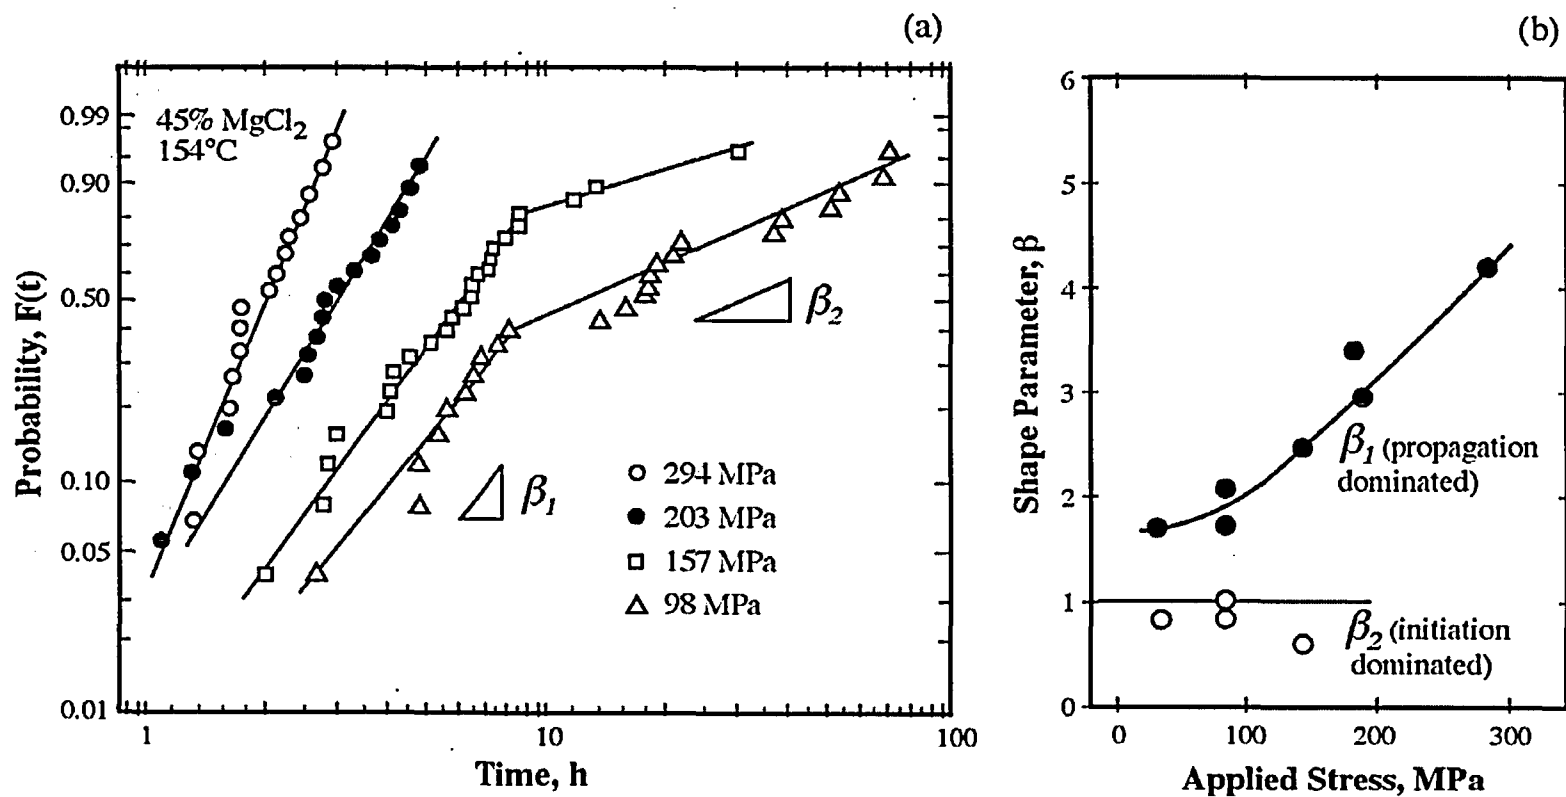 (a)
45% MgCl2
154°C
0.99
0.90
0.50
0.10
0.05
0.01
Probability, F(t)
β2
β1
294 MPa
203 MPa
157 MPa
98 MPa
1
10
100
Time, h
(b)
6
5
4
3
2
1
0
Shape Parameter, β
β1 (propagation
dominated)
β2 (initiation
dominated)
0
100
200
300
Applied Stress, MPa